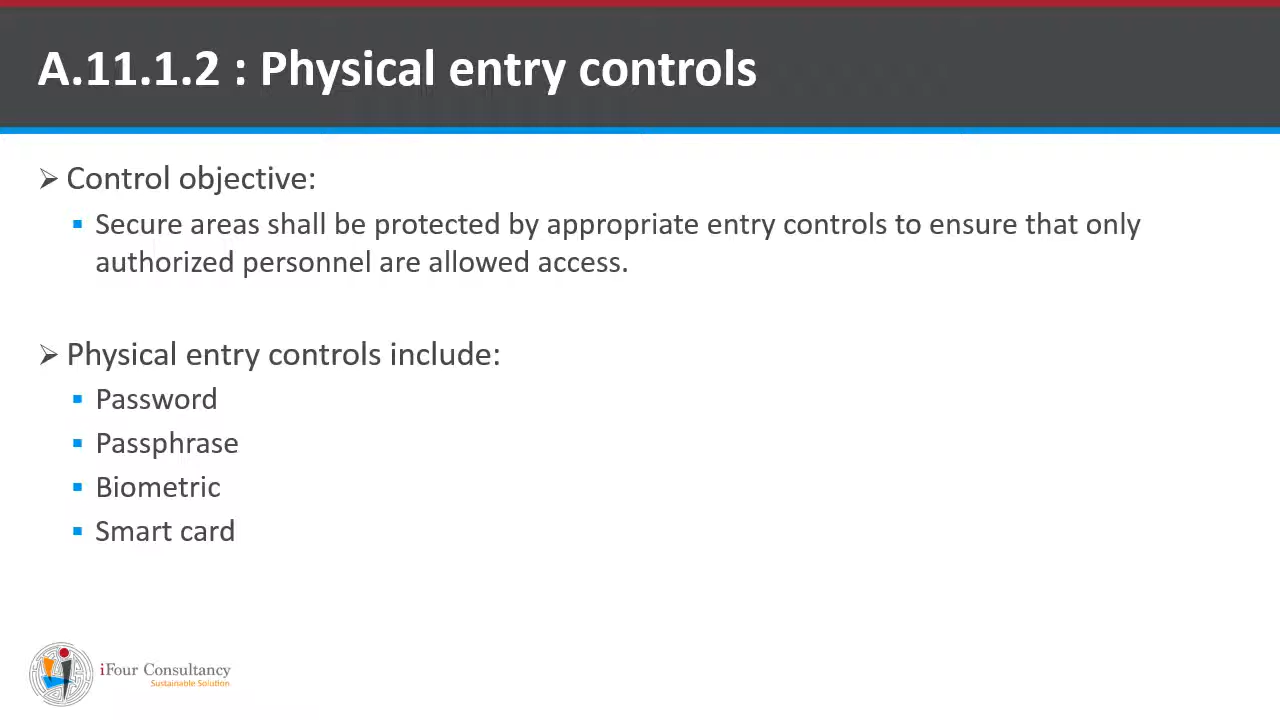 A.11.1.2 : Physical entry controls
Control objective:
Secure areas shall be protected by appropriate entry controls to ensure that only
authorized personnel are allowed access.
Physical entry controls include:
Password
Passphrase
Biometric
Smart card
iFour Consultancy
Sustainable Solution